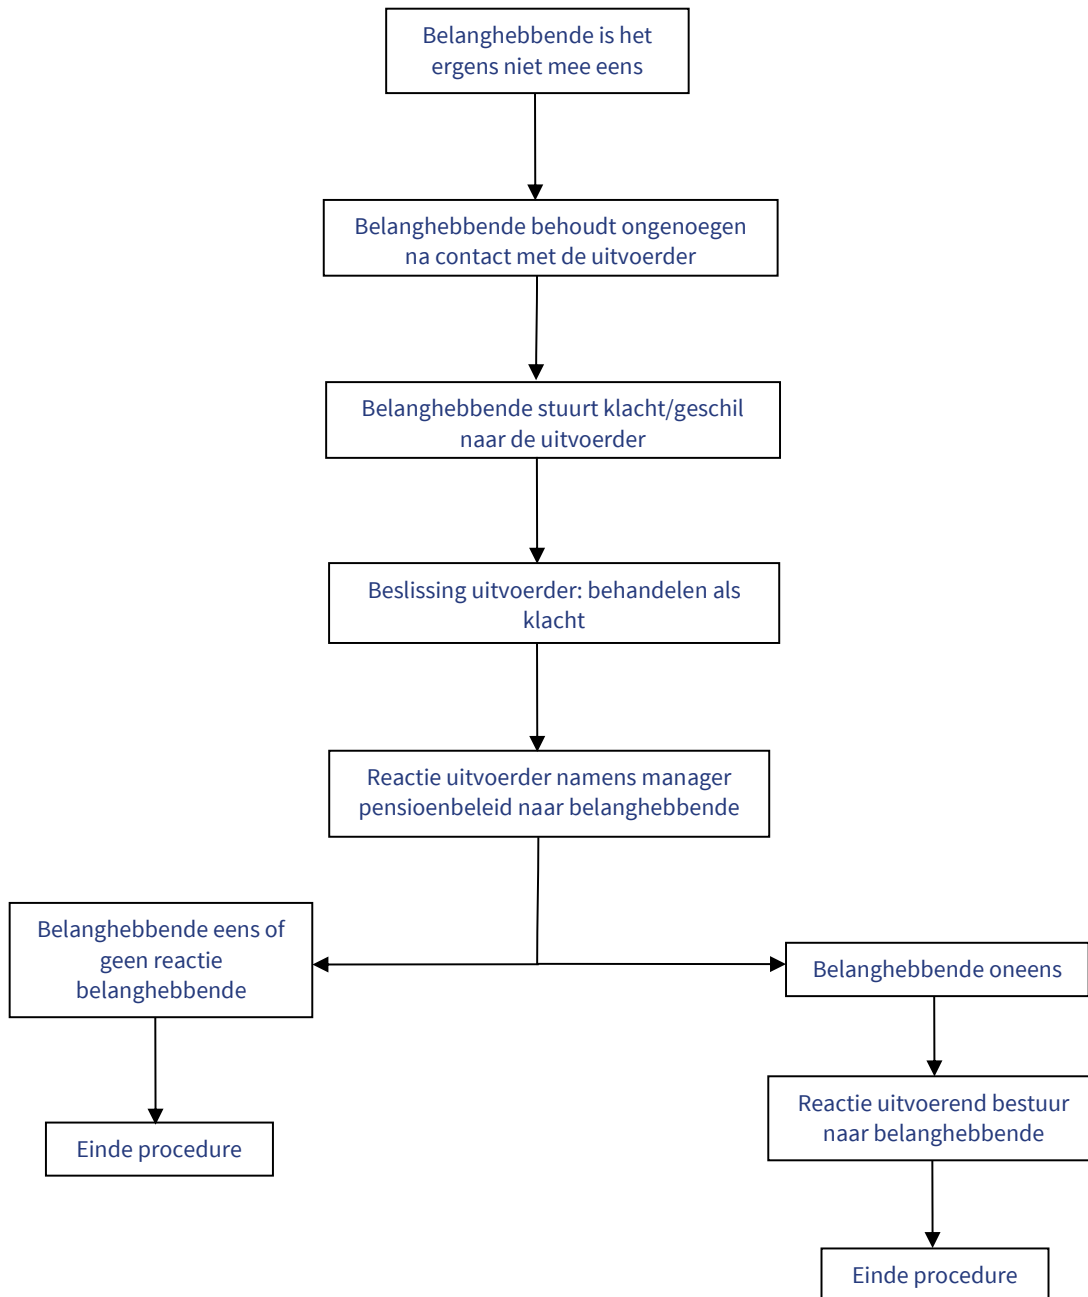 Belanghebbende is het
ergens niet mee eens
Belanghebbende behoudt ongenoegen
na contact met de uitvoerder
Belanghebbende stuurt klacht/geschil
naar de uitvoerder
Beslissing uitvoerder: behandelen als
klacht
Reactie uitvoerder namens manager
pensioenbeleid naar belanghebbende
Belanghebbende eens of
geen reactie
belanghebbende
Einde procedure
Belanghebbende oneens
Reactie uitvoerend bestuur
naar belanghebbende
Einde procedure